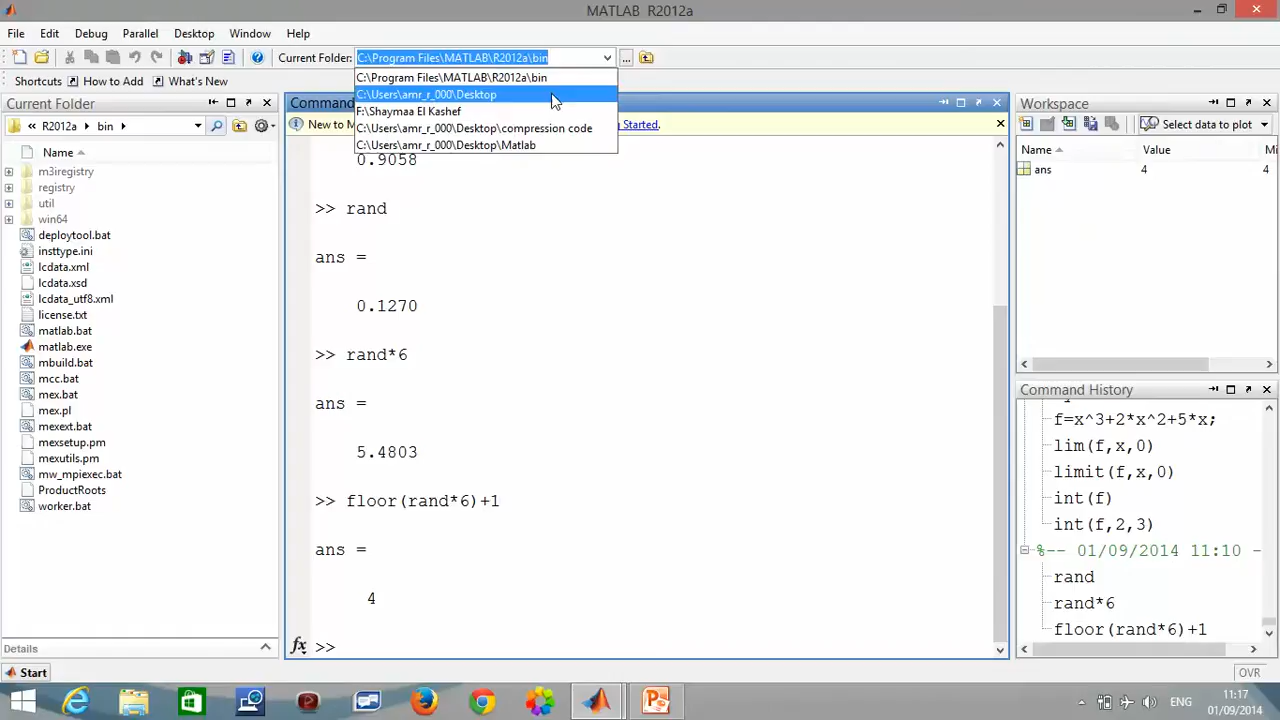 MATLAB R2012a
File Edit Debug Parallel Desktop Window Help
Current Folder: C:\Program Files\MATLAB\R2012a\bin
C:\Program Files\MATLAB\R2012a\bin
C:\Users\amr_r_000\Desktop
F:\Shaymaa El Kashef
C:\Users\amr_r_000\Desktop\compression code
C:\Users\amr_r_000\Desktop\Matlab
Shortcuts How to Add What's New
Current Folder
« R2012a bin
Name
m3iregistry
registry
util
win64
deploytool.bat
insttype.ini
lcdata.xml
lcdata.xsd
lcdata_utf8.xml
license.txt
matlab.bat
matlab.exe
mbuild.bat
mcc.bat
mex.bat
mex.pl
mexext.bat
mexsetup.pm
mexutils.pm
mw_mpiexec.bat
ProductRoots
worker.bat
Details
Comman
New to M Started.
0.9058
>> rand
ans =
0.1270
>> rand*6
ans =
5.4803
>> floor(rand*6)+1
ans =
4
fx >>
Workspace
Select data to plot
Name Value Mi
ans 4 4
Command History
f=x^3+2*x^2+5*x;
lim(f,x,0)
limit(f,x,0)
int(f)
int(f,2,3)
%-- 01/09/2014 11:10 -
rand
rand*6
floor(rand*6)+1
Start
OVR
ENG
11:17
01/09/2014